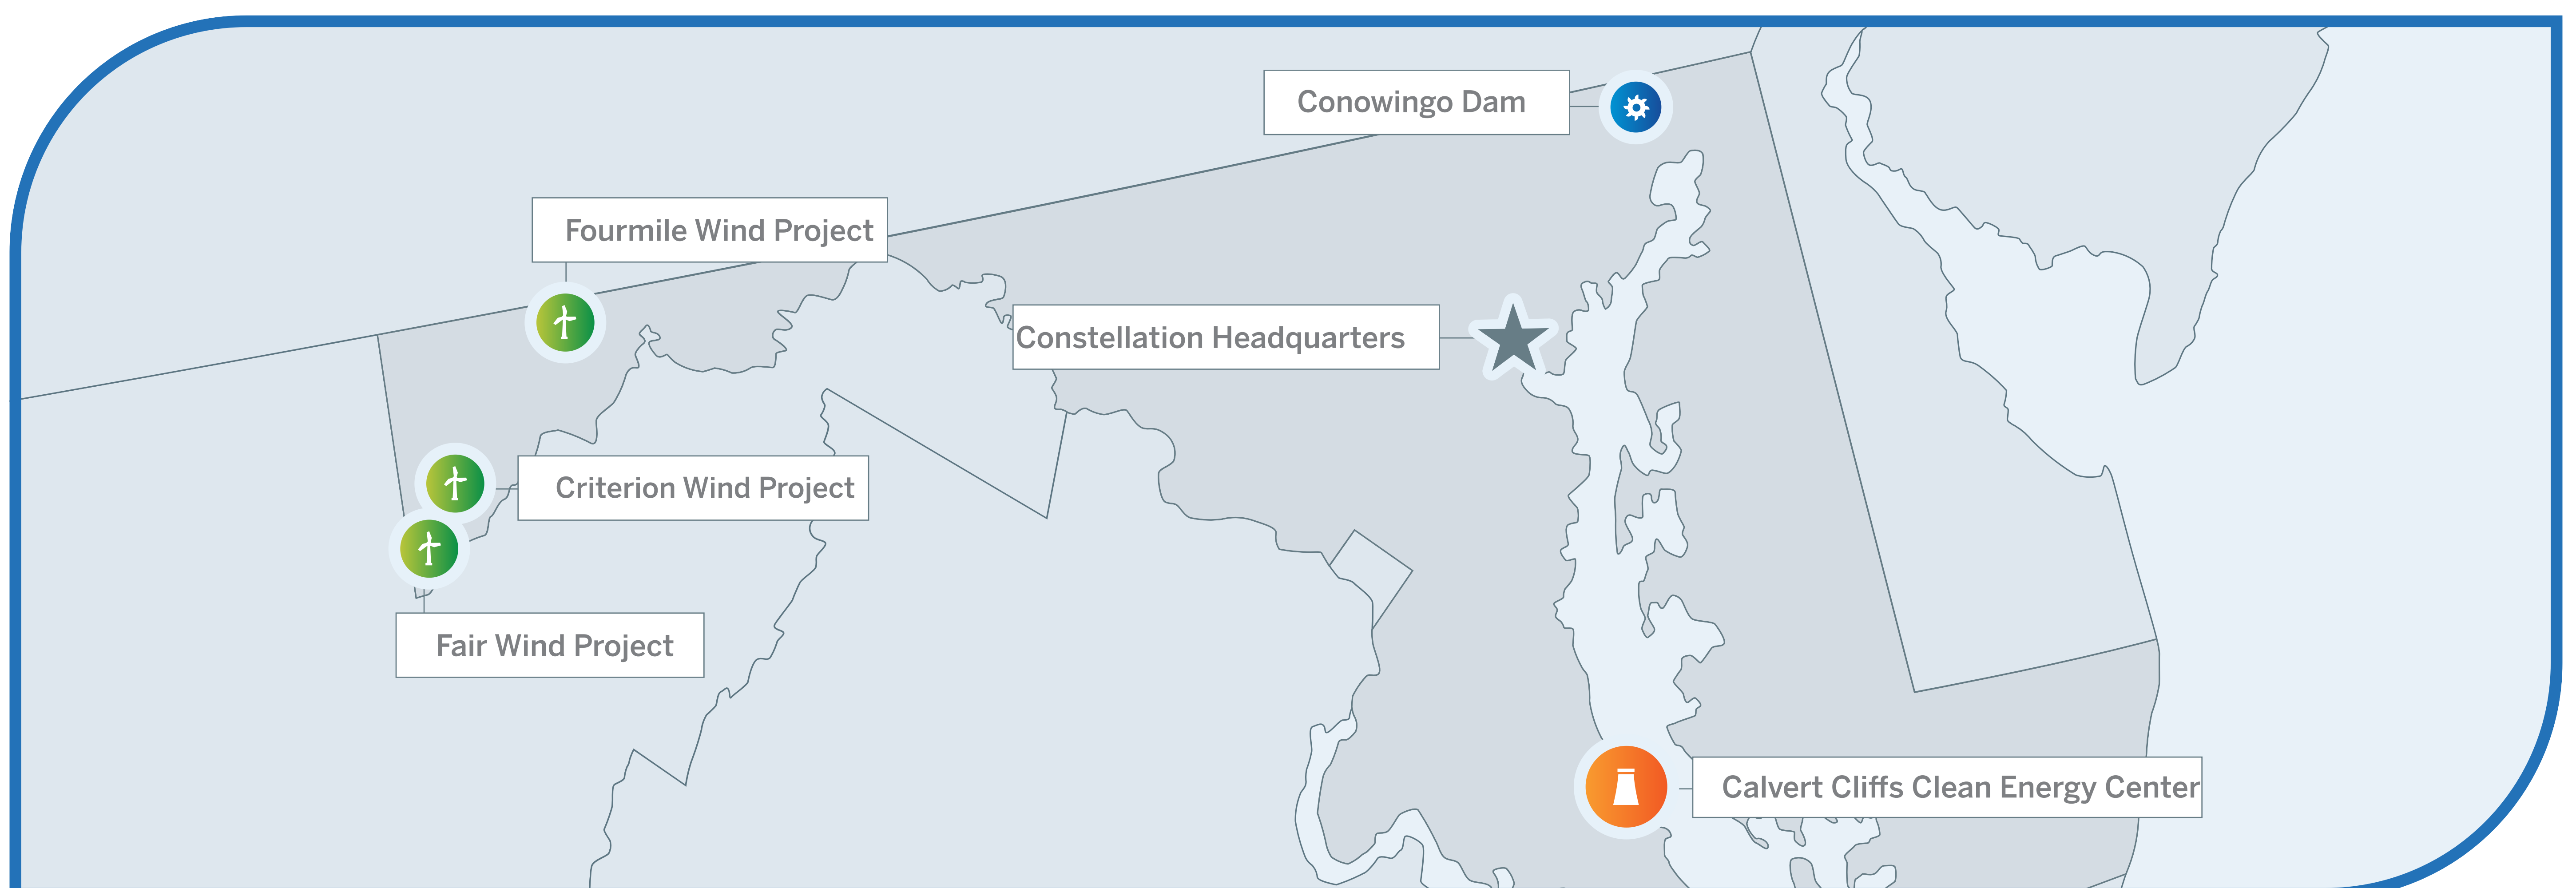 Conowingo Dam
Fourmile Wind Project
Constellation Headquarters
Criterion Wind Project
Fair Wind Project
Calvert Cliffs Clean Energy Center